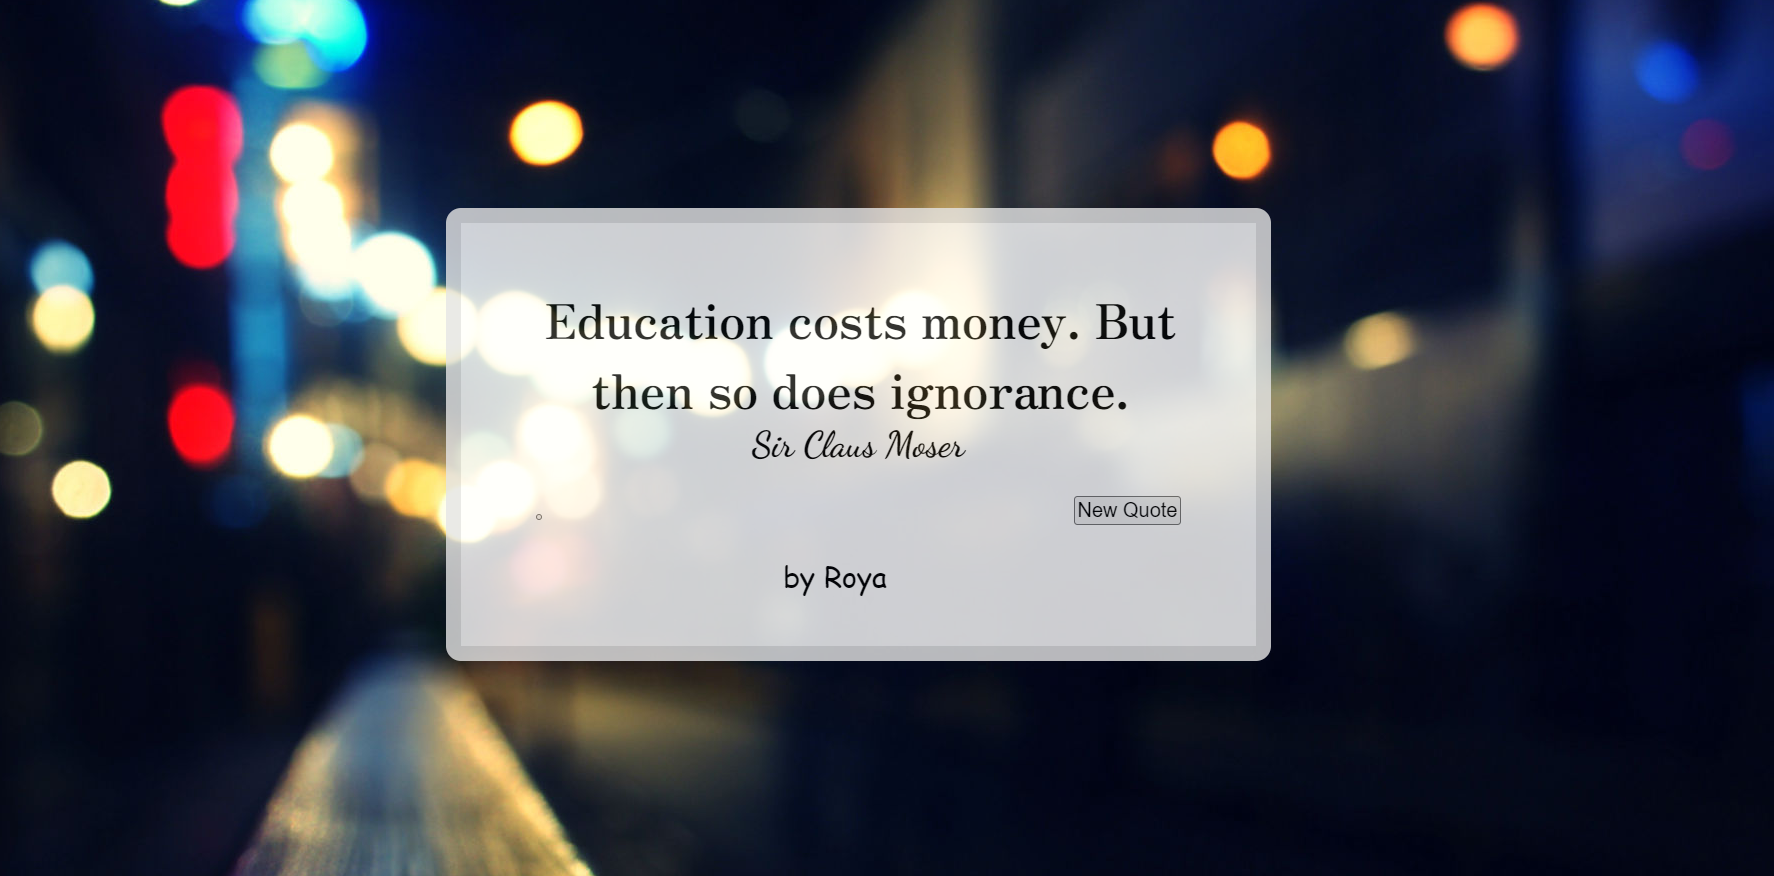 Education costs money. But
then so does ignorance.
Sir Claus Moser
New Quote
by Roya